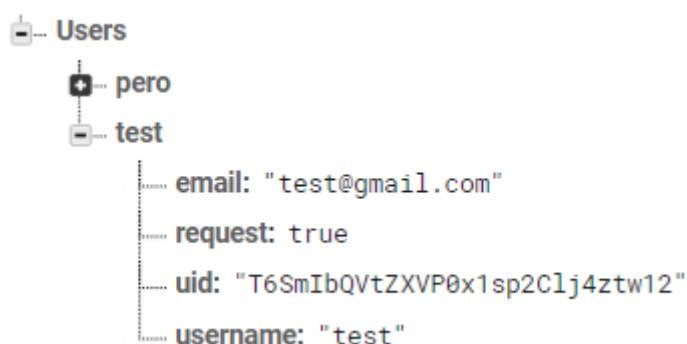 Users
pero
test
email: "test@gmail.com"
request: true
uid: "T6SmIbQVtZXVP0x1sp2Clj4ztw12"
username: "test"